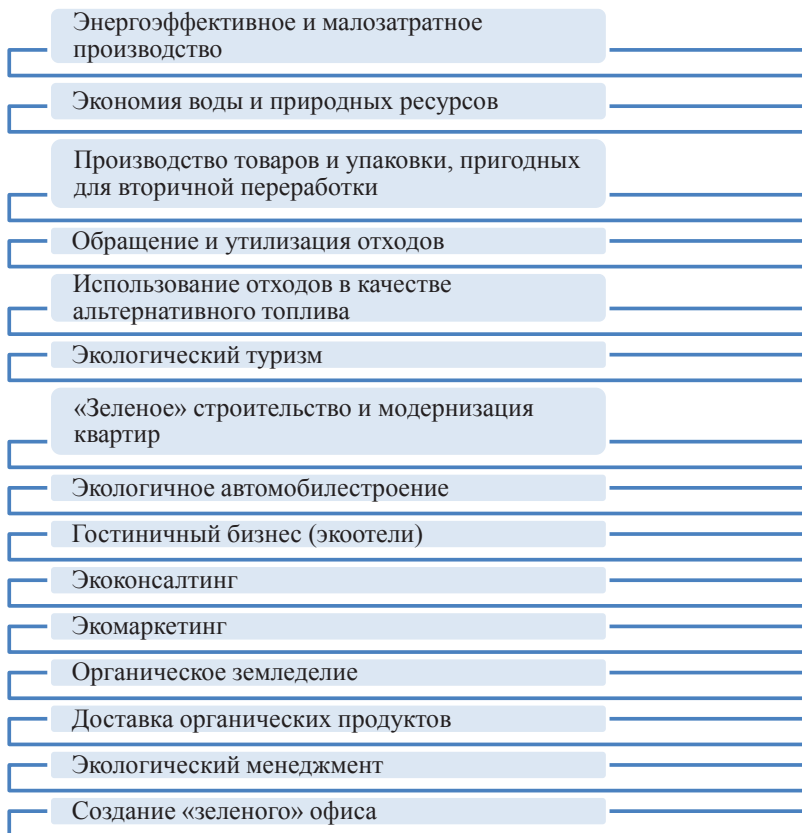 Энергоэффективное и малозатратное
производство
Экономия воды и природных ресурсов
Производство товаров и упаковки, пригодных
для вторичной переработки
Обращение и утилизация отходов
Использование отходов в качестве
альтернативного топлива
Экологический туризм
«Зеленое» строительство и модернизация
квартир
Экологичное автомобилестроение
Гостиничный бизнес (экоотели)
Экоконсалтинг
Экомаркетинг
Органическое земледелие
Доставка органических продуктов
Экологический менеджмент
Создание «зеленого» офиса